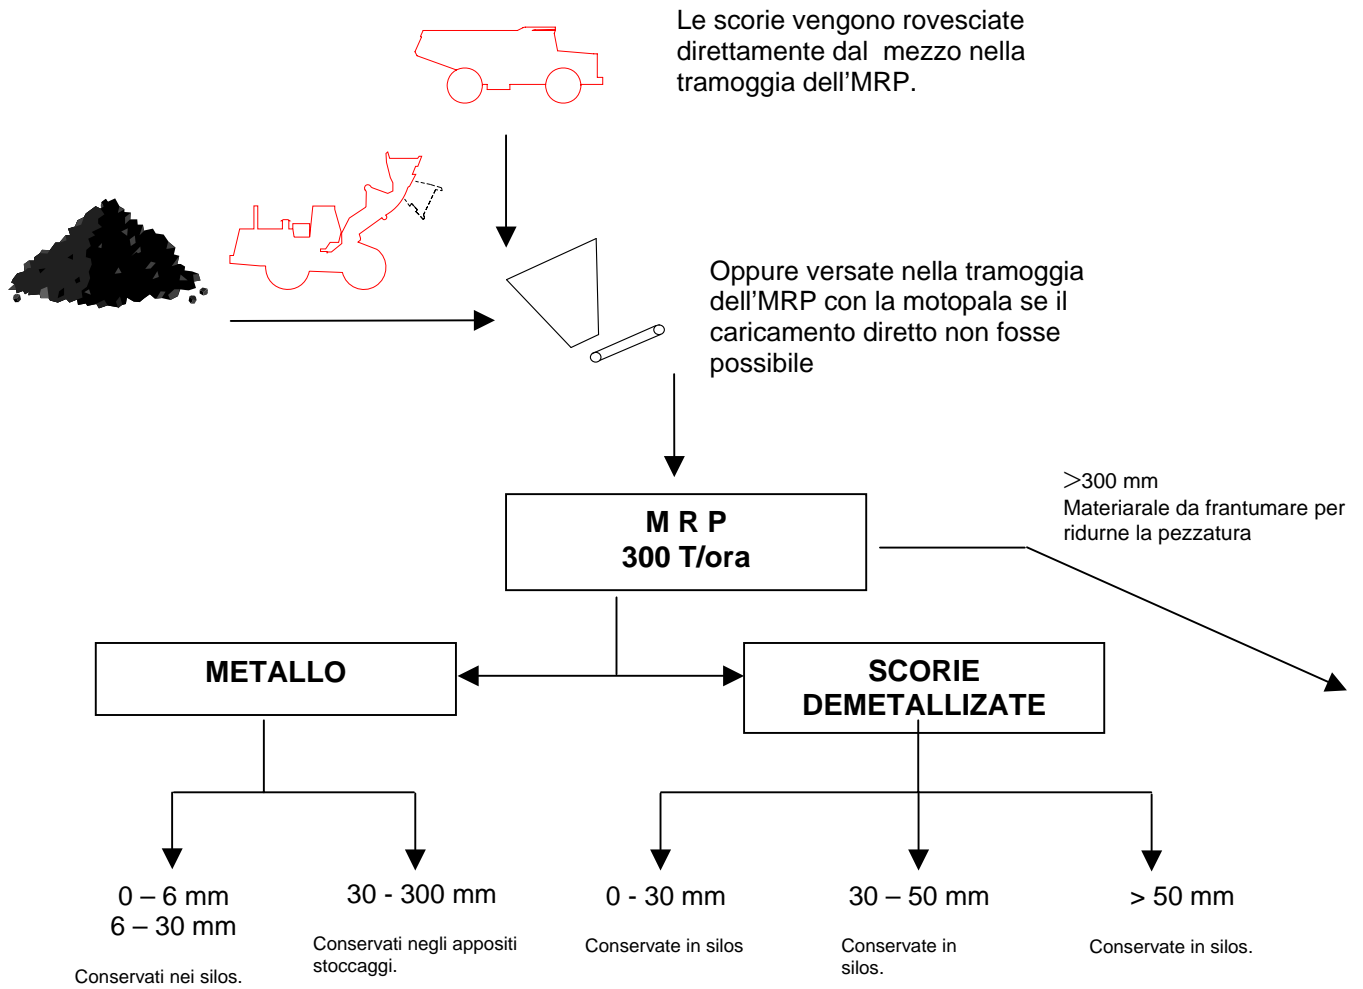 Le scorie vengono rovesciate
direttamente dal mezzo nella
tramoggia dell'MRP.
Oppure versate nella tramoggia
dell'MRP con la motopala se il
caricamento diretto non fosse
possibile
>300 mm
Materiarale da frantumare per
ridurne la pezzatura
M R P
300 T/ora
METALLO
SCORIE
DEMETALLIZATE
0 – 6 mm
6 – 30 mm
Conservati nei silos.
30 - 300 mm
Conservati negli appositi
stoccaggi.
0 - 30 mm
Conservate in silos
30 – 50 mm
Conservate in
silos.
> 50 mm
Conservate in silos.